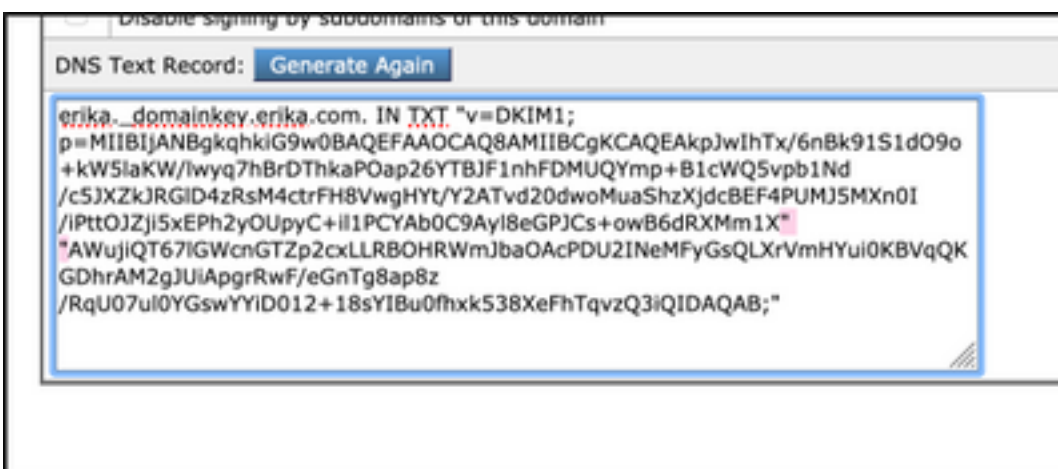 Disable signing by subdomains of this domain
DNS Text Record: Generate Again
erika._domainkey.erika.com. IN TXT "v=DKIM1;
p=MIIBIjANBgkqhkiG9w0BAQEFAAOCAQ8AMIIBCgKCAQEAkpJwIhTx/6nBk91S1dO9o
+kW5laKW/lwyq7hBrDThkaPOap26YTBJF1nhFDMUQYmp+B1cWQ5vpb1Nd
/c5JXZkJRGlD4zRsM4ctrFH8VwgHYt/Y2ATvd20dwoMuaShzXjdcBEF4PUMJ5MXn0I
/iPttOJZji5xEPh2yOUpyC+il1PCYAb0C9Ayl8eGPJCs+owB6dRXMm1X"
"AWujiQT67lGWcnGTZp2cxLLRBOHRWmJbaOAcPDU2INeMFyGsQLXrVmHYui0KBVqQK
GDhrAM2gJUiApgrRwF/eGnTg8ap8z
/RqU07ul0YGswYYiD012+18sYIBu0fhxk538XeFhTqvzQ3iQIDAQAB;"